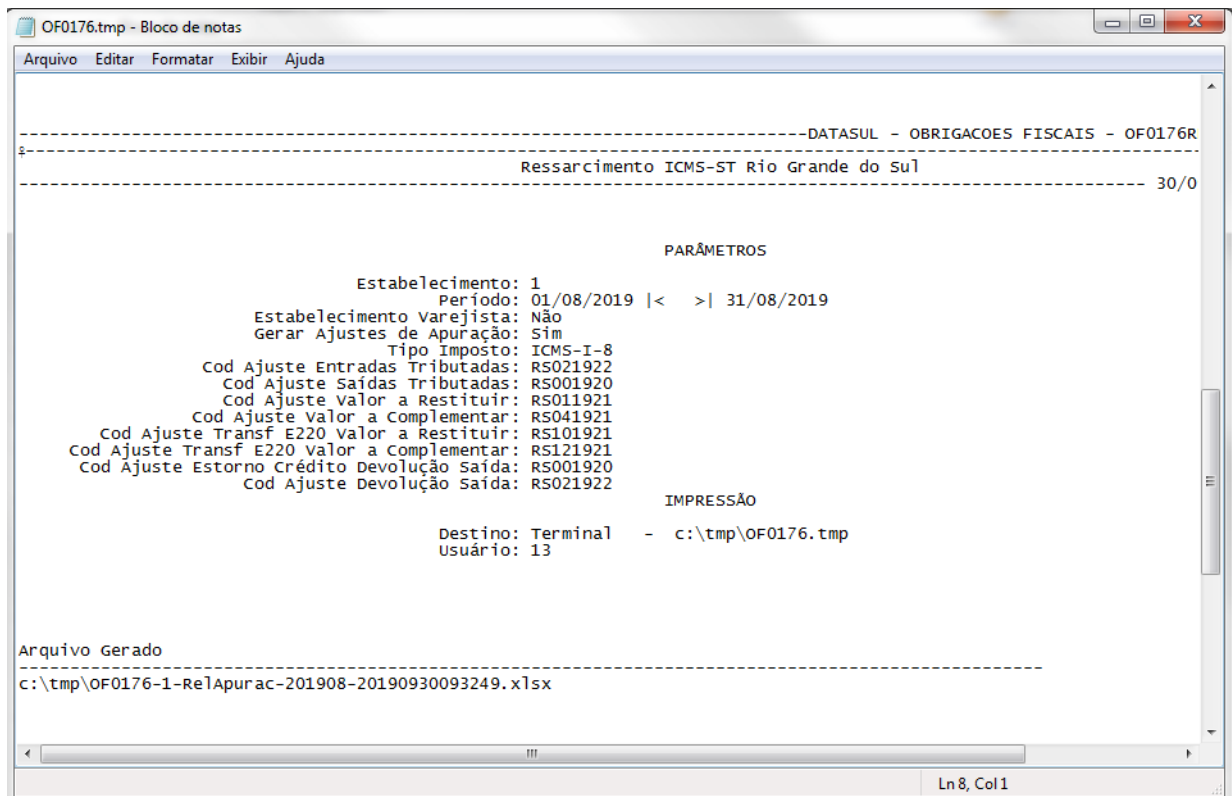 OF0176.tmp - Bloco de notas
Arquivo Editar Formatar Exibir Ajuda
------------------------------------------------------------------------------DATASUL - OBRIGACOES FISCAIS - OF0176R
♀--------------------------------------------------------------------------------------------------------------------
Ressarcimento ICMS-ST Rio Grande do Sul
---------------------------------------------------------------------------------------------------------------- 30/0
PARÂMETROS
Estabelecimento: 1
Período: 01/08/2019 |< >| 31/08/2019
Estabelecimento Varejista: Não
Gerar Ajustes de Apuração: Sim
Tipo Imposto: ICMS-I-8
Cod Ajuste Entradas Tributadas: RS021922
Cod Ajuste Saídas Tributadas: RS001920
Cod Ajuste Valor a Restituir: RS011921
Cod Ajuste Valor a Complementar: RS041921
Cod Ajuste Transf E220 Valor a Restituir: RS101921
Cod Ajuste Transf E220 Valor a Complementar: RS121921
Cod Ajuste Estorno Crédito Devolução Saída: RS001920
Cod Ajuste Devolução Saída: RS021922
IMPRESSÃO
Destino: Terminal - c:\tmp\OF0176.tmp
Usuário: 13
Arquivo Gerado
-----------------------------------------------------------------------------------------------------
c:\tmp\OF0176-1-RelApurac-201908-20190930093249.xlsx
Ln 8, Col 1